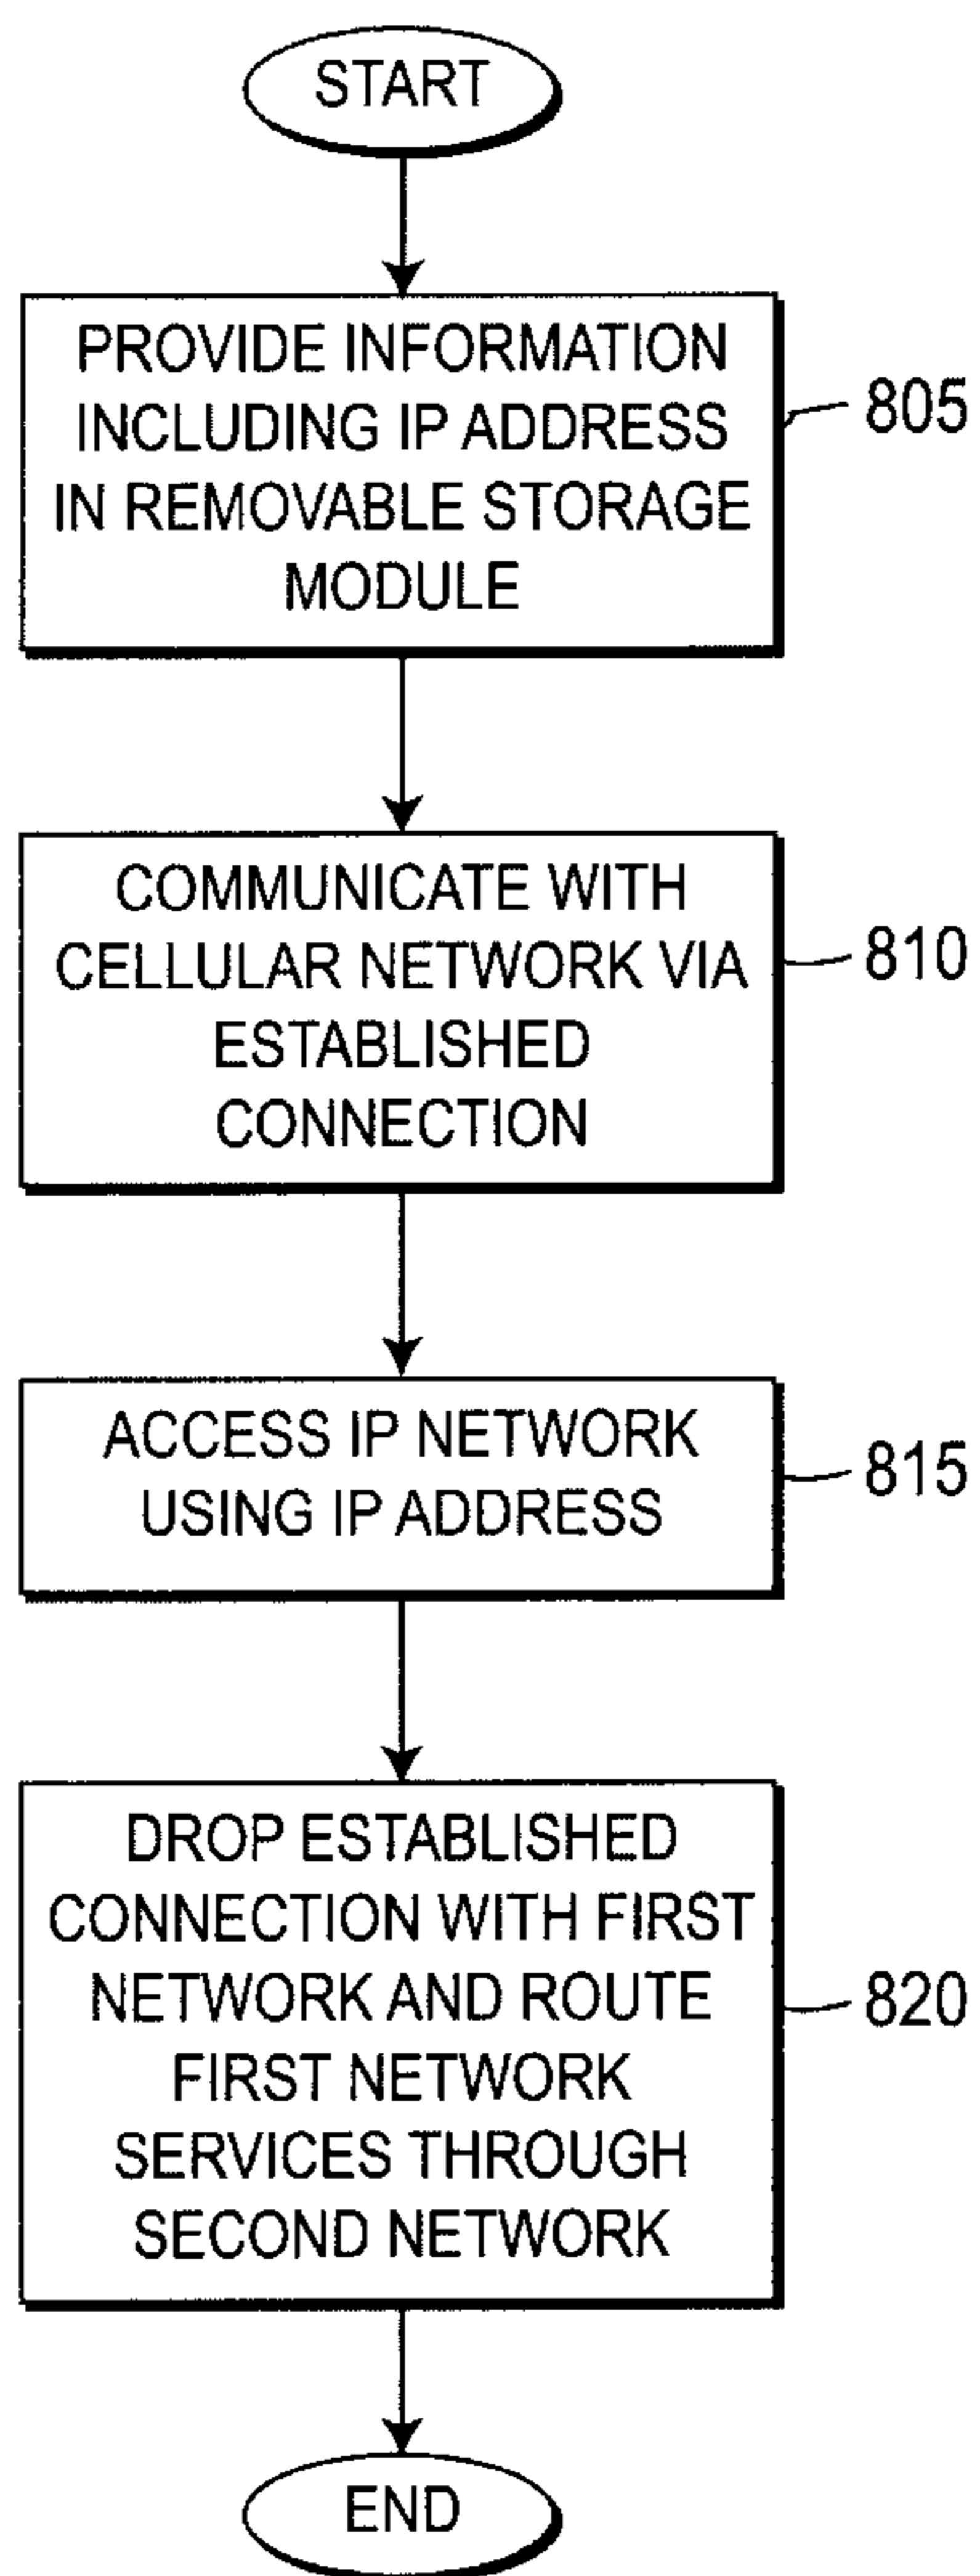 START
PROVIDE INFORMATION
INCLUDING IP ADDRESS
IN REMOVABLE STORAGE
MODULE
805
COMMUNICATE WITH
CELLULAR NETWORK VIA
ESTABLISHED
CONNECTION
810
ACCESS IP NETWORK
USING IP ADDRESS
815
DROP ESTABLISHED
CONNECTION WITH FIRST
NETWORK AND ROUTE
FIRST NETWORK
SERVICES THROUGH
SECOND NETWORK
820
END